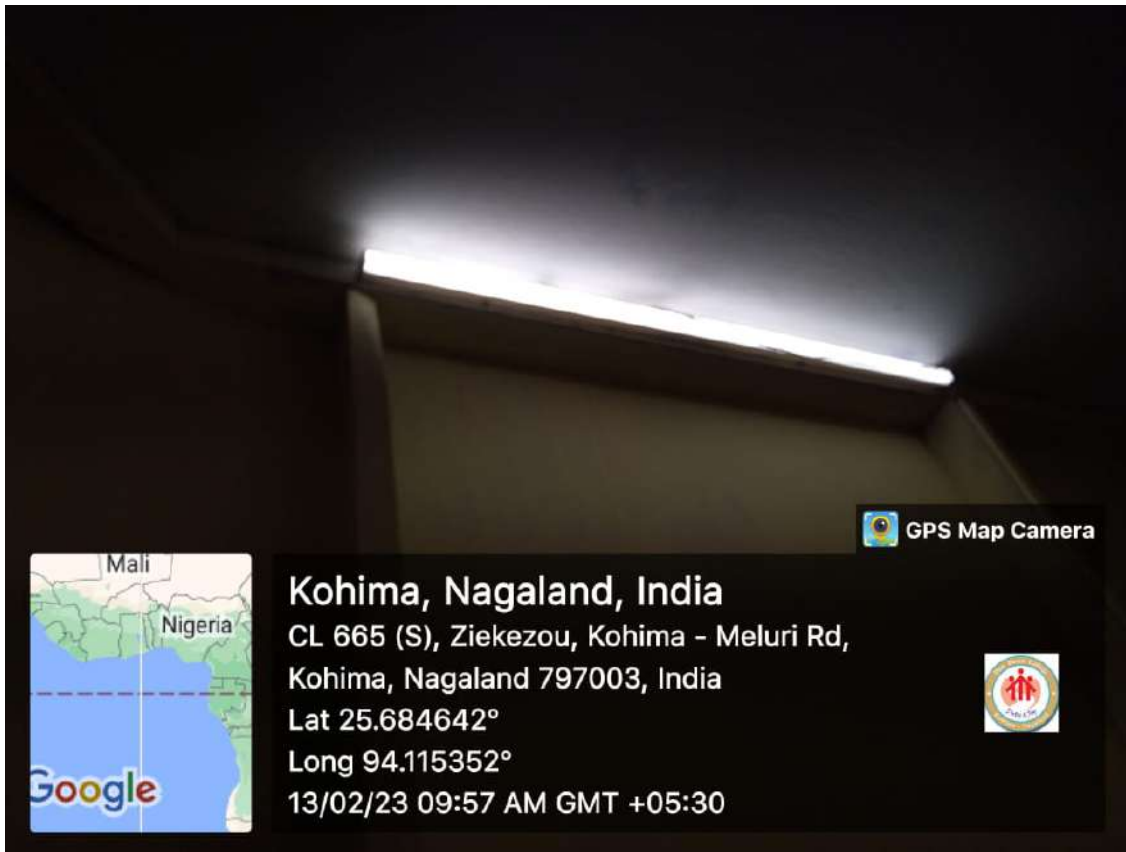 GPS Map Camera
Mali
Nigeria
Google
Kohima, Nagaland, India
CL 665 (S), Ziekezou, Kohima - Meluri Rd,
Kohima, Nagaland 797003, India
Lat 25.684642°
Long 94.115352°
13/02/23 09:57 AM GMT +05:30